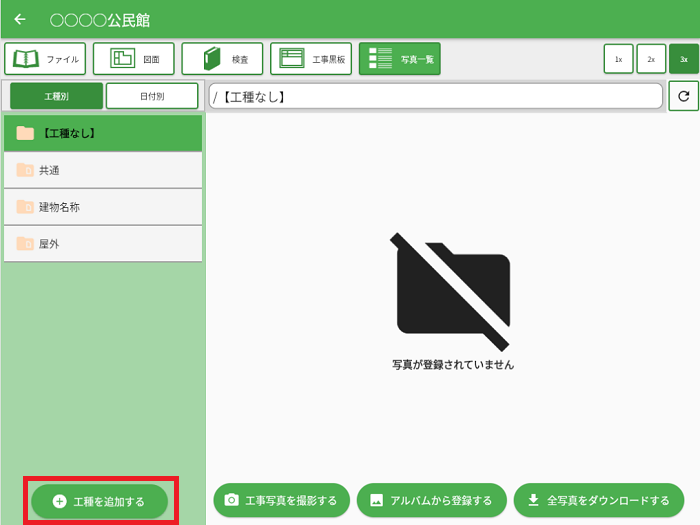 〇〇〇〇公民館
ファイル
図面
検査
工事黒板
写真一覧
1x
2x
3x
工種別
日付別
/【工種なし】
【工種なし】
共通
建物名称
屋外
写真が登録されていません
工種を追加する
工事写真を撮影する
アルバムから登録する
全写真をダウンロードする